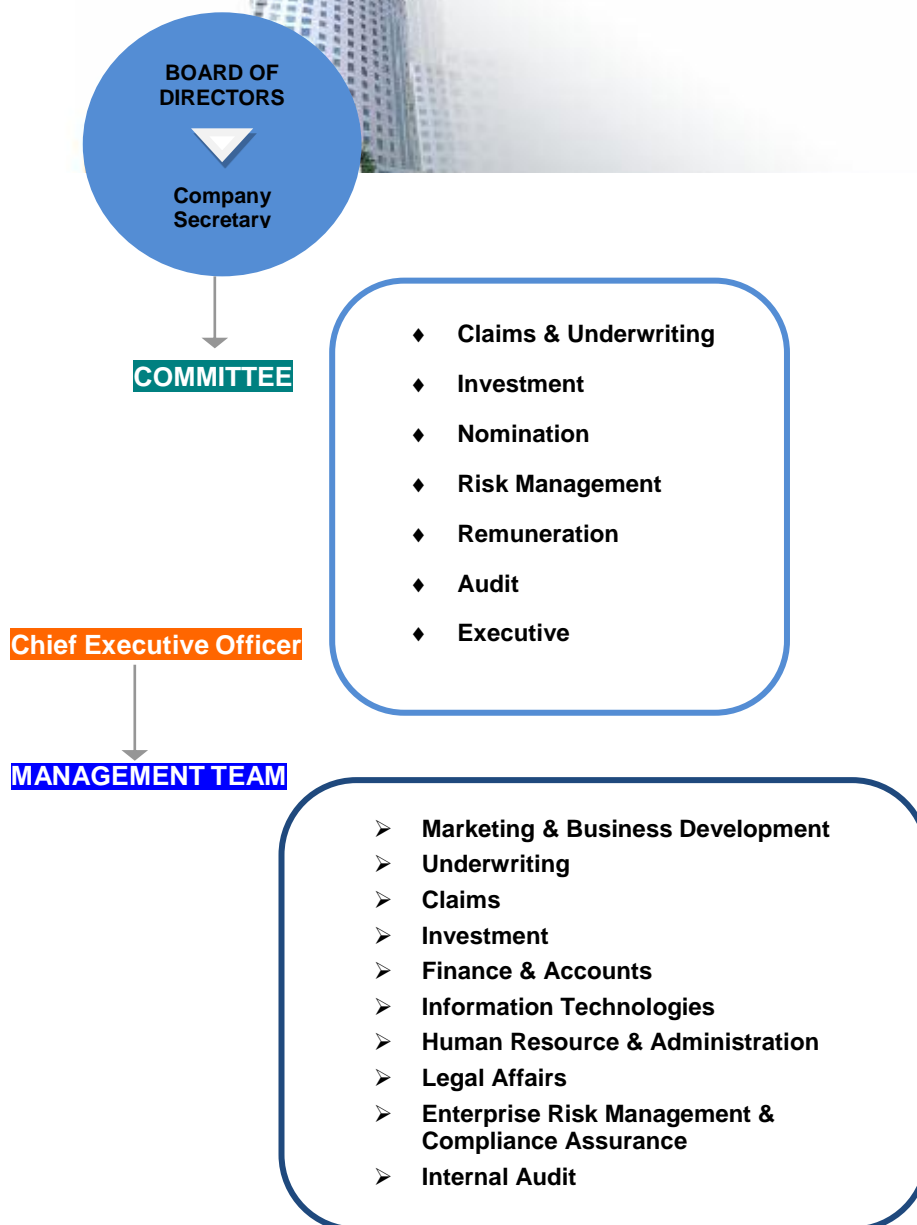 BOARD OF
DIRECTORS
Company
Secretary
COMMITTEE
♦ Claims & Underwriting
♦ Investment
♦ Nomination
♦ Risk Management
♦ Remuneration
♦ Audit
♦ Executive
Chief Executive Officer
MANAGEMENT TEAM
➢ Marketing & Business Development
➢ Underwriting
➢ Claims
➢ Investment
➢ Finance & Accounts
➢ Information Technologies
➢ Human Resource & Administration
➢ Legal Affairs
➢ Enterprise Risk Management &
Compliance Assurance
➢ Internal Audit